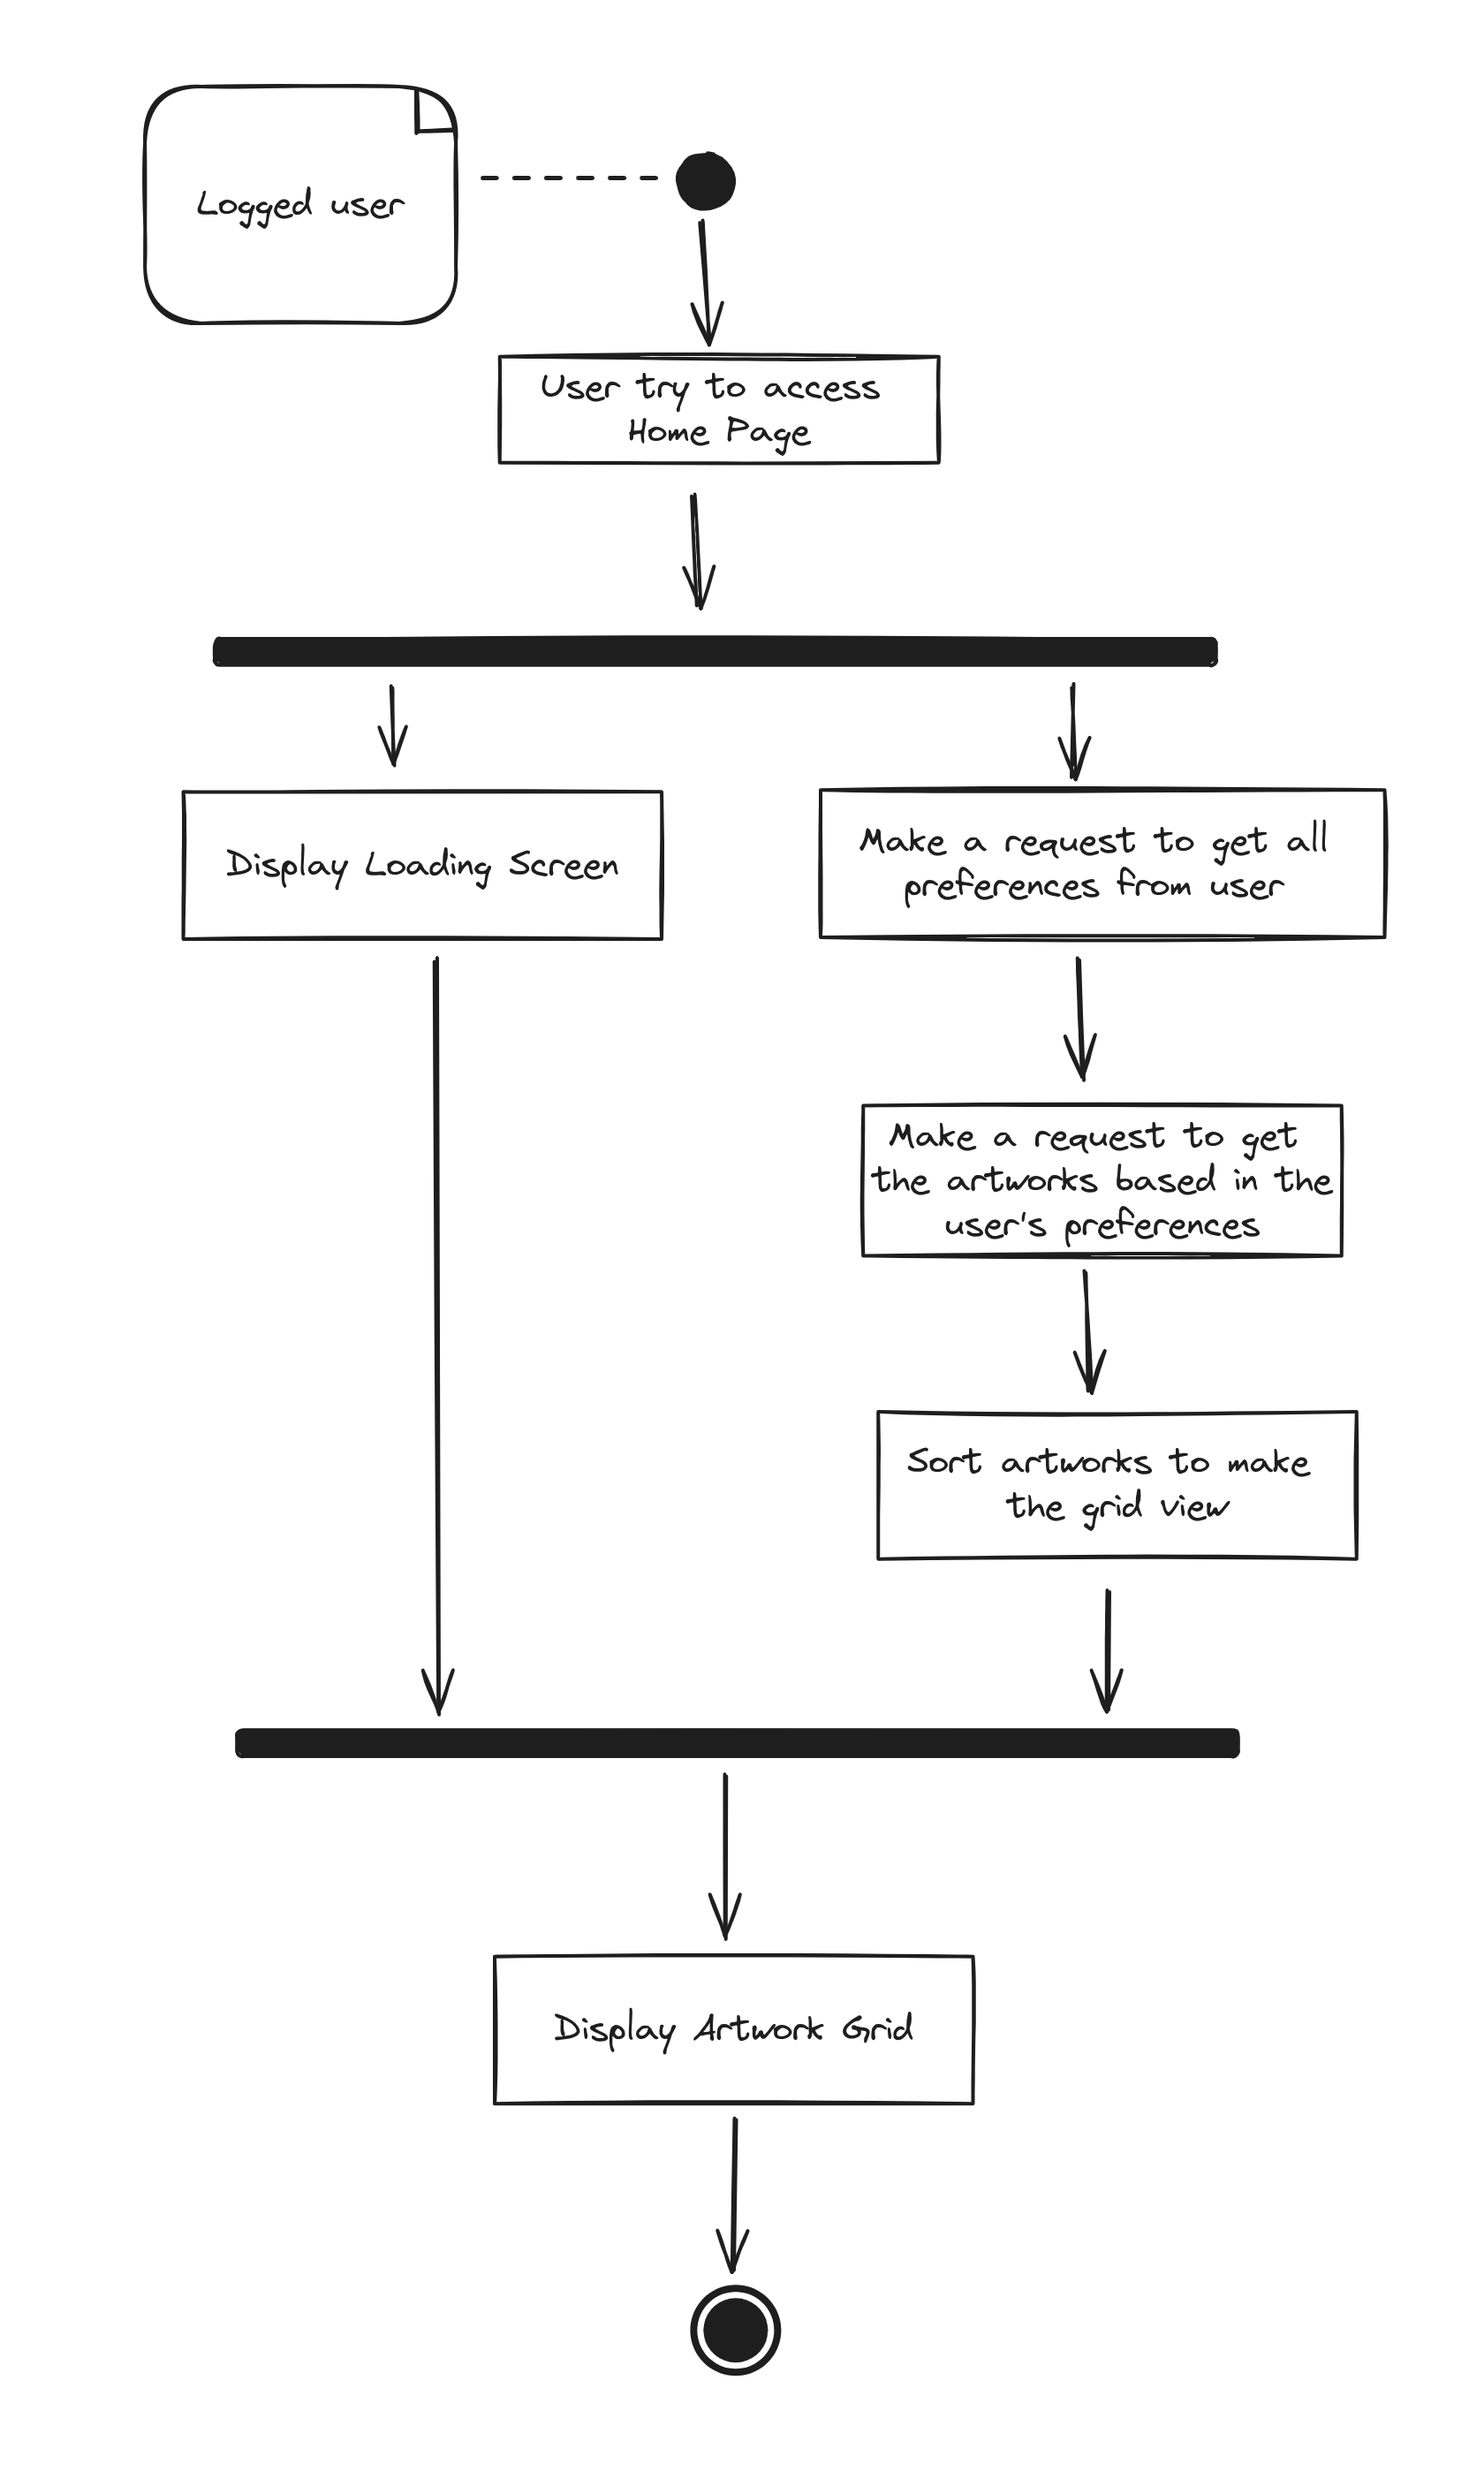 Logged user
User try to access
Home Page
Display Loading Screen
Make a request to get all
preferences from user
Make a request to get
the artworks based in the
user's preferences
Sort artworks to make
the grid view
Display Artwork Grid